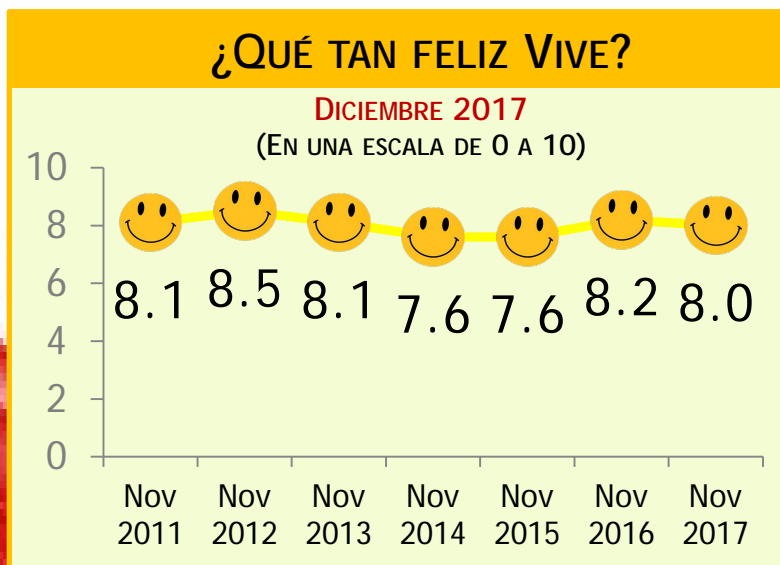 ¿QUÉ TAN FELIZ VIVE?
DICIEMBRE 2017
(EN UNA ESCALA DE 0 A 10)
10
8
6
4
2
0
8.1 8.5 8.1 7.6 7.6 8.2 8.0
Nov Nov Nov Nov Nov Nov Nov
2011 2012 2013 2014 2015 2016 2017